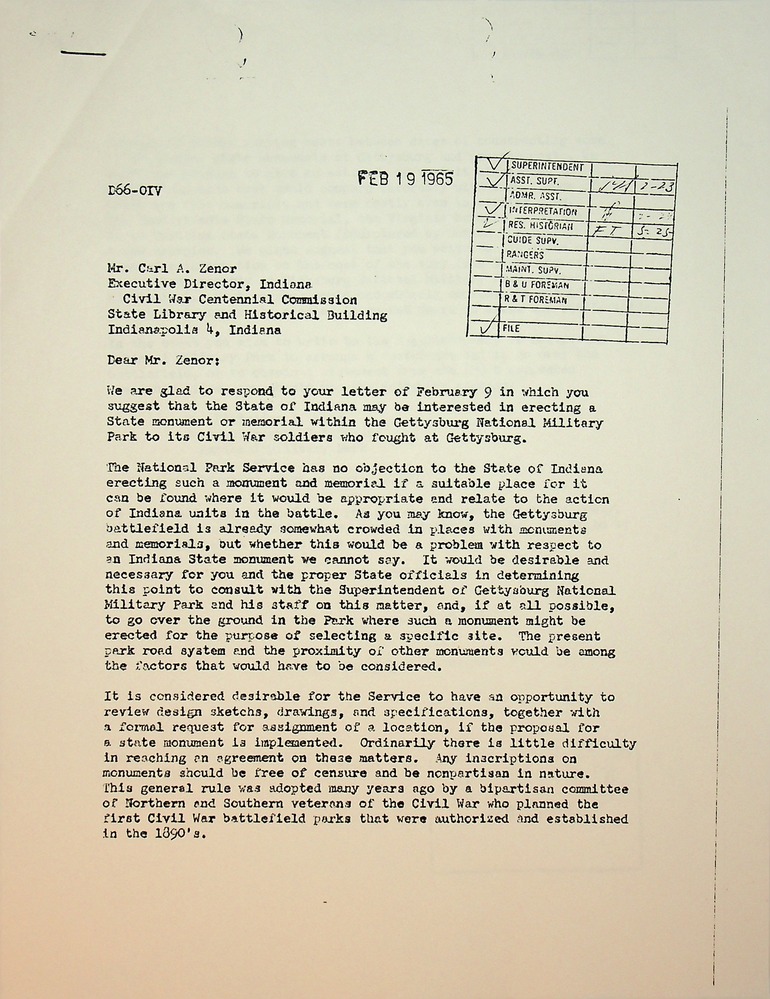 D66-OIV
FEB 19 1965
SUPERINTENDENT
ASST. SUPT. 2-23
ADMR. ASST.
INTERPRETATION
RES. HISTORIAN FT
GUIDE SUPV.
RANGERS
MAINT. SUPV.
B & U FOREMAN
R & T FOREMAN
FILE
Mr. Carl A. Zenor
Executive Director, Indiana
Civil War Centennial Commission
State Library and Historical Building
Indianapolis 4, Indiana
Dear Mr. Zenor:
We are glad to respond to your letter of February 9 in which you
suggest that the State of Indiana may be interested in erecting a
State monument or memorial within the Gettysburg National Military
Park to its Civil War soldiers who fought at Gettysburg.
The National Park Service has no objection to the State of Indiana
erecting such a monument and memorial if a suitable place for it
can be found where it would be appropriate and relate to the action
of Indiana units in the battle. As you may know, the Gettysburg
battlefield is already somewhat crowded in places with monuments
and memorials, but whether this would be a problem with respect to
an Indiana State monument we cannot say. It would be desirable and
necessary for you and the proper State officials in determining
this point to consult with the Superintendent of Gettysburg National
Military Park and his staff on this matter, and, if at all possible,
to go over the ground in the Park where such a monument might be
erected for the purpose of selecting a specific site. The present
park road system and the proximity of other monuments would be among
the factors that would have to be considered.
It is considered desirable for the Service to have an opportunity to
review design sketchs, drawings, and specifications, together with
a formal request for assignment of a location, if the proposal for
a state monument is implemented. Ordinarily there is little difficulty
in reaching an agreement on these matters. Any inscriptions on
monuments should be free of censure and be nonpartisan in nature.
This general rule was adopted many years ago by a bipartisan committee
of Northern and Southern veterans of the Civil War who planned the
first Civil War battlefield parks that were authorized and established
in the 1890's.